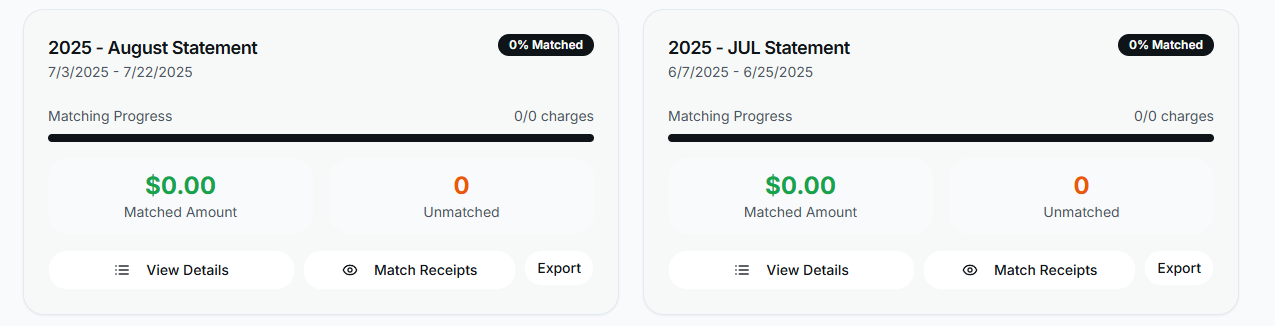 2025 - August Statement
0% Matched
7/3/2025 - 7/22/2025
Matching Progress
0/0 charges
$0.00
Matched Amount
0
Unmatched
View Details
Match Receipts
Export
2025 - JUL Statement
0% Matched
6/7/2025 - 6/25/2025
Matching Progress
0/0 charges
$0.00
Matched Amount
0
Unmatched
View Details
Match Receipts
Export